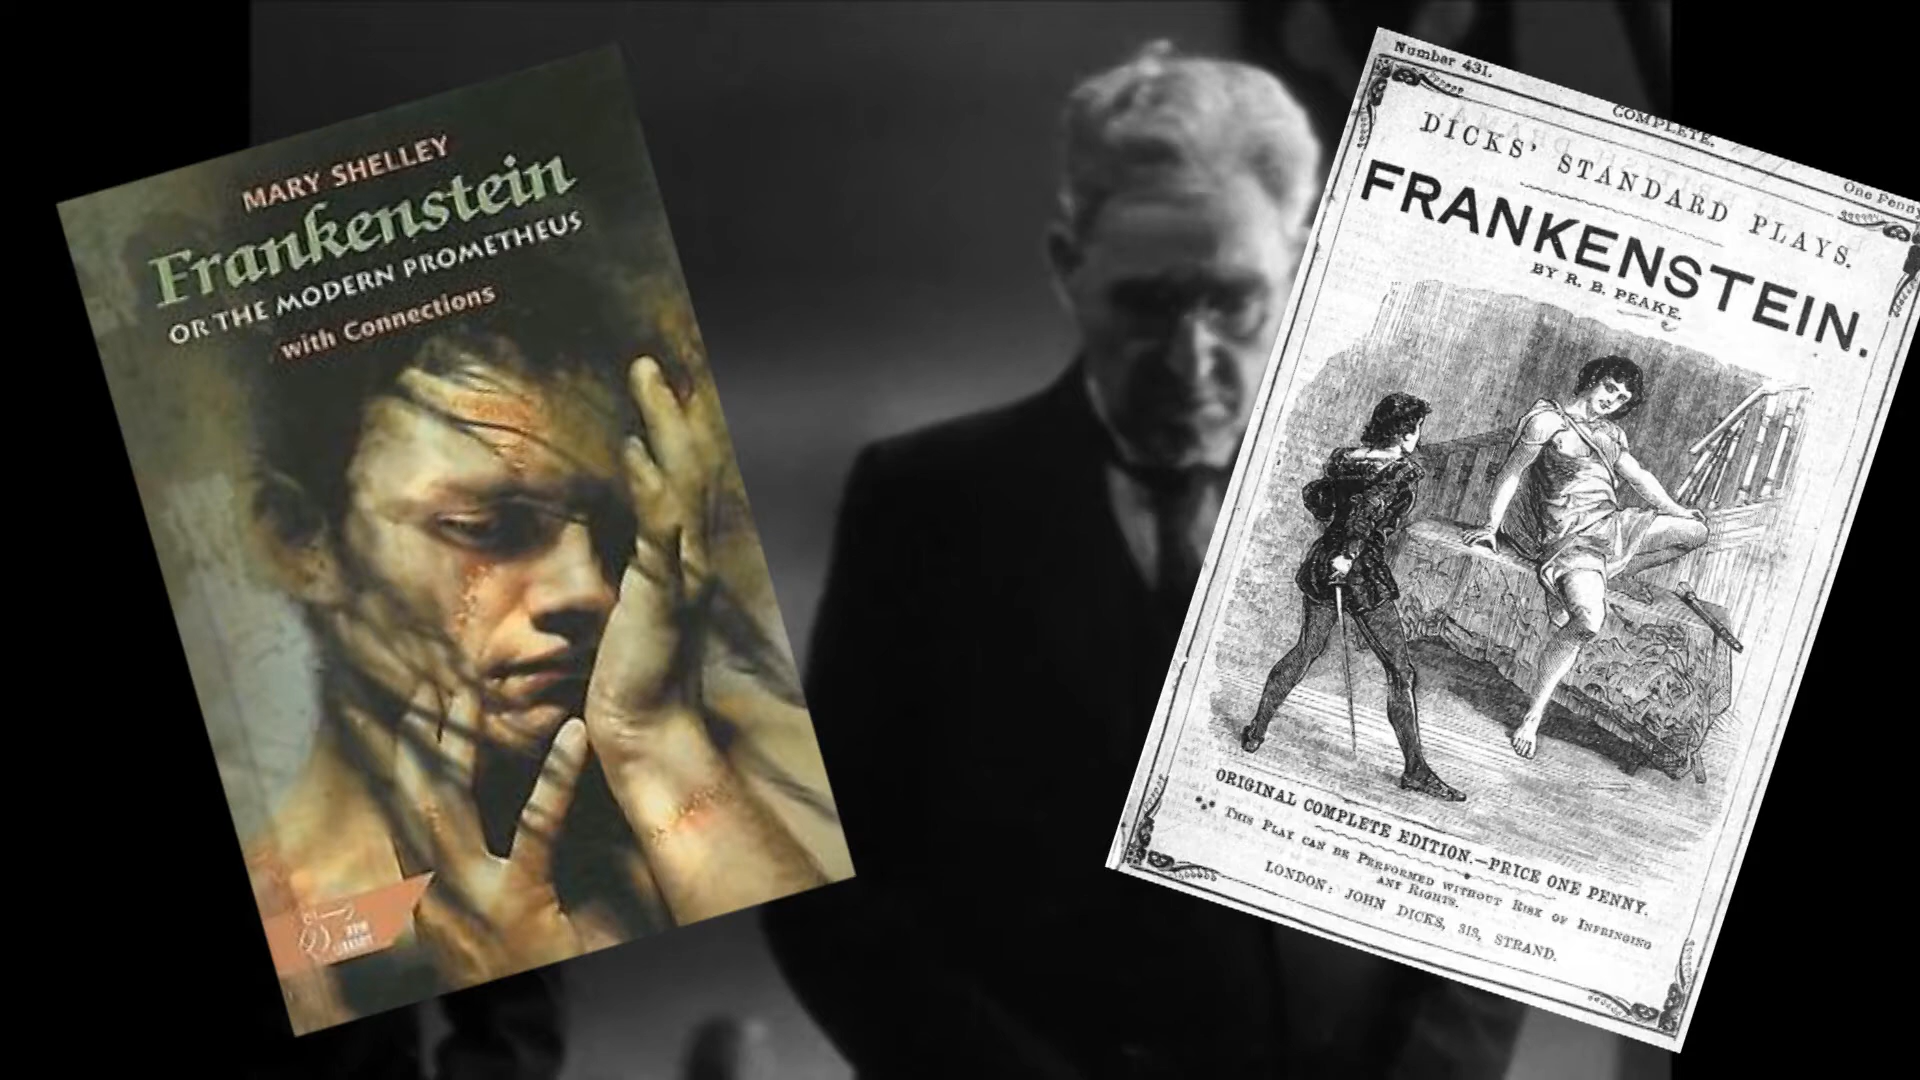 MARY SHELLEY
Frankenstein
OR THE MODERN PROMETHEUS
with Connections
Number 431.
COMPLETE.
One Penny
DICKS' STANDARD PLAYS.
FRANKENSTEIN.
BY R. B. PEAKE.
ORIGINAL COMPLETE EDITION.—PRICE ONE PENNY.
THIS PLAY CAN BE PERFORMED WITHOUT RISK OF INFRINGING
ANY RIGHTS.
LONDON: JOHN DICKS, 313, STRAND.